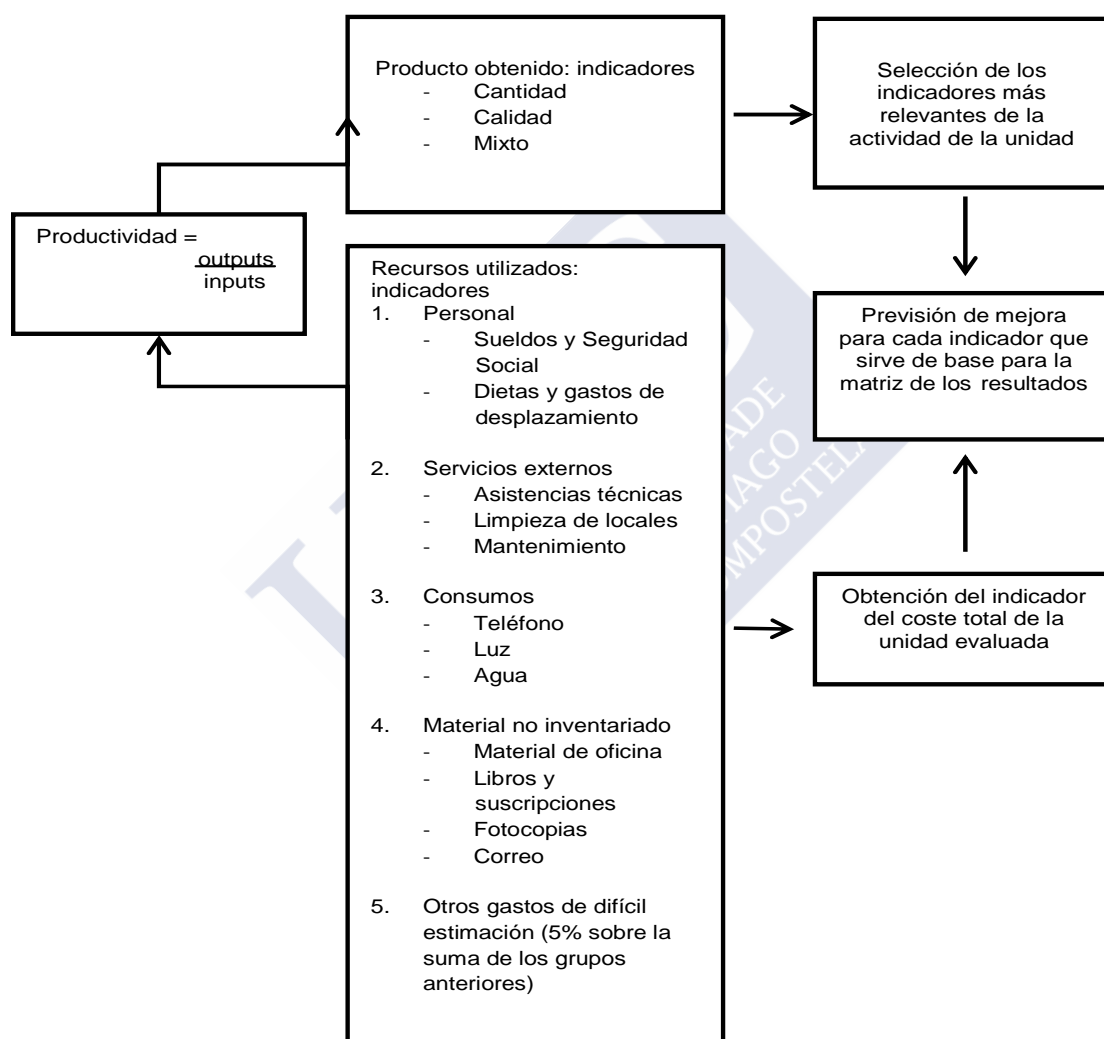 Producto obtenido: indicadores
- Cantidad
- Calidad
- Mixto
Selección de los
indicadores más
relevantes de la
actividad de la unidad
Productividad =
outputs
inputs
Recursos utilizados:
indicadores
1. Personal
- Sueldos y Seguridad
Social
- Dietas y gastos de
desplazamiento
2. Servicios externos
- Asistencias técnicas
- Limpieza de locales
- Mantenimiento
3. Consumos
- Teléfono
- Luz
- Agua
4. Material no inventariado
- Material de oficina
- Libros y
suscripciones
- Fotocopias
- Correo
5. Otros gastos de difícil
estimación (5% sobre la
suma de los grupos
anteriores)
Previsión de mejora
para cada indicador que
sirve de base para la
matriz de los resultados
Obtención del indicador
del coste total de la
unidad evaluada